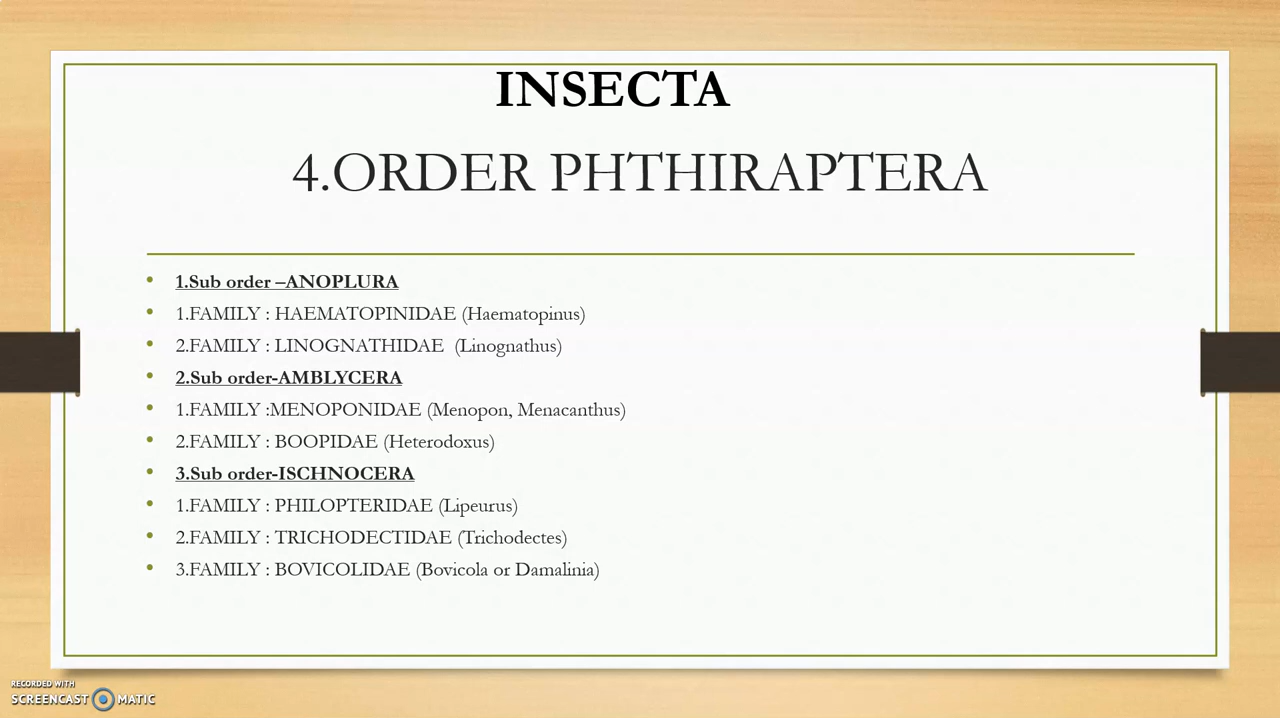 INSECTA
4.ORDER PHTHIRAPTERA
• 1.Sub order –ANOPLURA
• 1.FAMILY : HAEMATOPINIDAE (Haematopinus)
• 2.FAMILY : LINOGNATHIDAE  (Linognathus)
• 2.Sub order-AMBLYCERA
• 1.FAMILY :MENOPONIDAE (Menopon, Menacanthus)
• 2.FAMILY : BOOPIDAE (Heterodoxus)
• 3.Sub order-ISCHNOCERA
• 1.FAMILY : PHILOPTERIDAE (Lipeurus)
• 2.FAMILY : TRICHODECTIDAE (Trichodectes)
• 3.FAMILY : BOVICOLIDAE (Bovicola or Damalinia)
RECORDED WITH
SCREENCAST MATIC